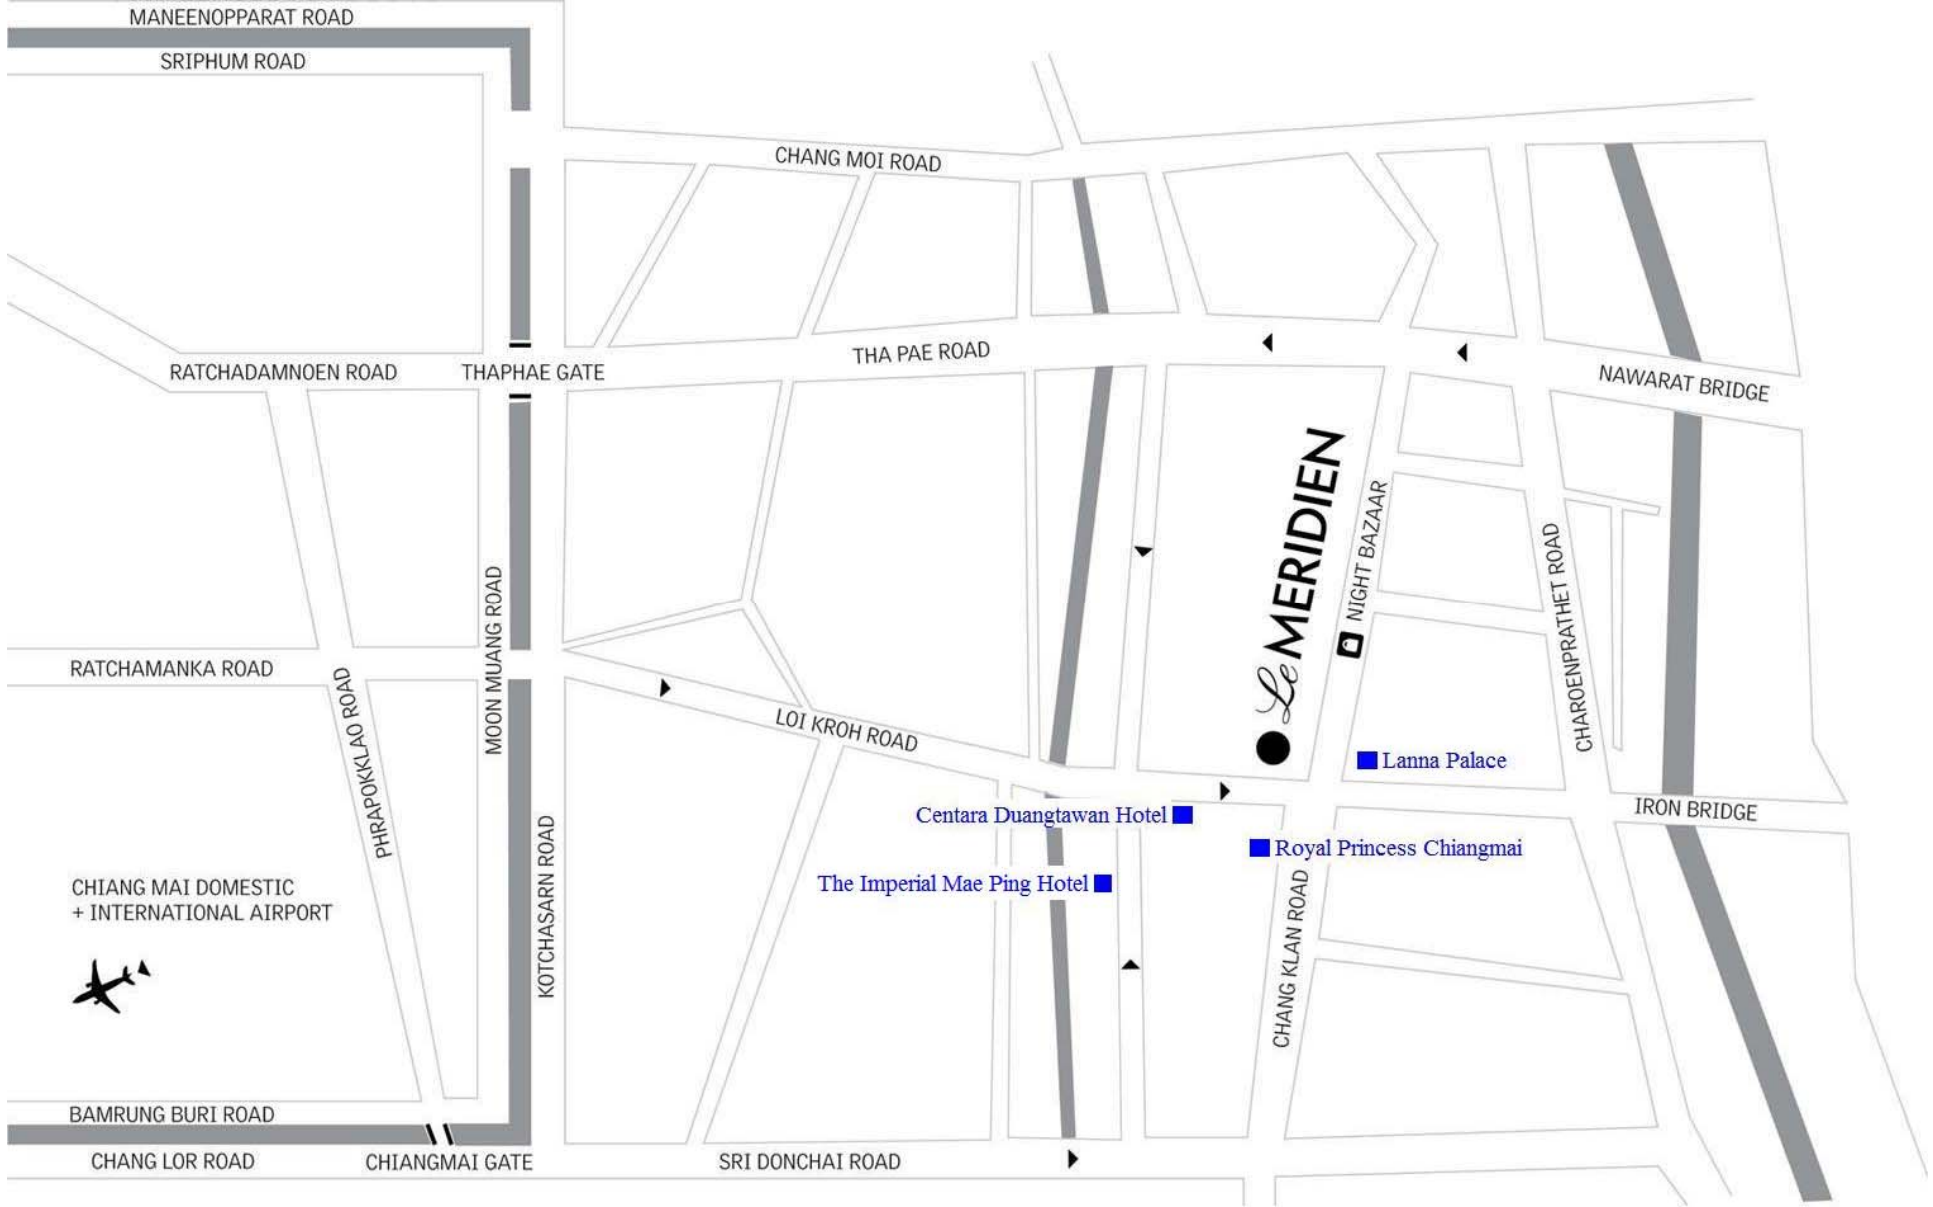 MANEENOPPARAT ROAD
SRIPHUM ROAD
CHANG MOI ROAD
THA PAE ROAD
RATCHADAMNOEN ROAD
THAPHAE GATE
NAWARAT BRIDGE
Le MERIDIEN
NIGHT BAZAAR
CHAROENPRATHET ROAD
MOON MUANG ROAD
RATCHAMANKA ROAD
PHRAPOKKLAO ROAD
LOI KROH ROAD
Lanna Palace
Centara Duangtawan Hotel
IRON BRIDGE
Royal Princess Chiangmai
The Imperial Mae Ping Hotel
KOTCHASARN ROAD
CHANG KLAN ROAD
CHIANG MAI DOMESTIC
+ INTERNATIONAL AIRPORT
BAMRUNG BURI ROAD
CHANG LOR ROAD
CHIANGMAI GATE
SRI DONCHAI ROAD